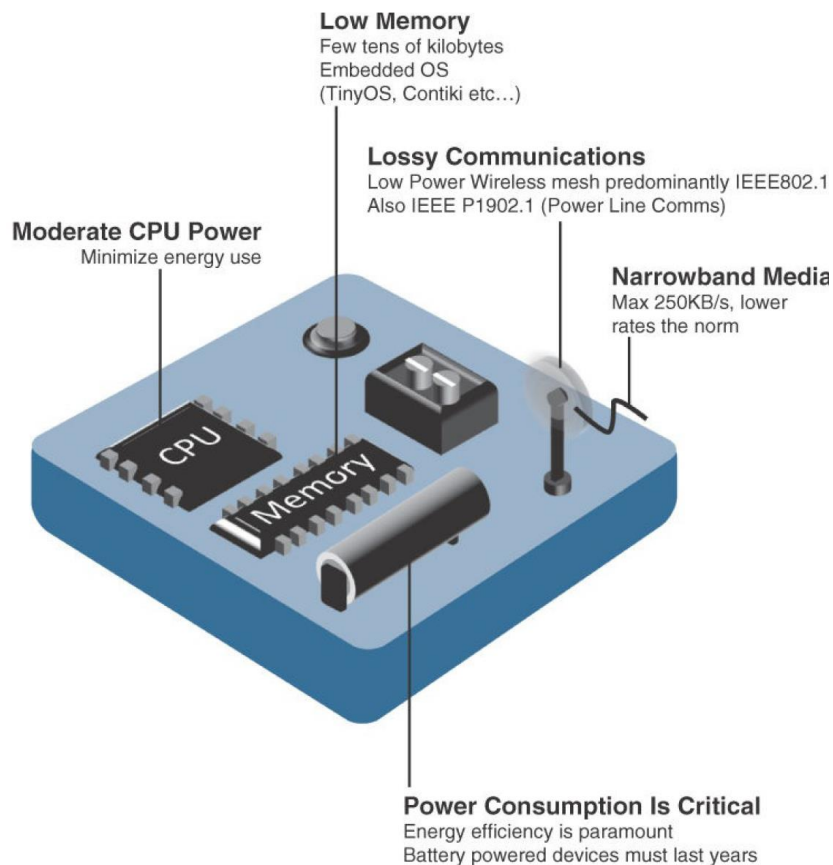 Low Memory
Few tens of kilobytes
Embedded OS
(TinyOS, Contiki etc…)
Lossy Communications
Low Power Wireless mesh predominantly IEEE802.1
Also IEEE P1902.1 (Power Line Comms)
Moderate CPU Power
Minimize energy use
Narrowband Media
Max 250KB/s, lower
rates the norm
CPU
Memory
Power Consumption Is Critical
Energy efficiency is paramount
Battery powered devices must last years